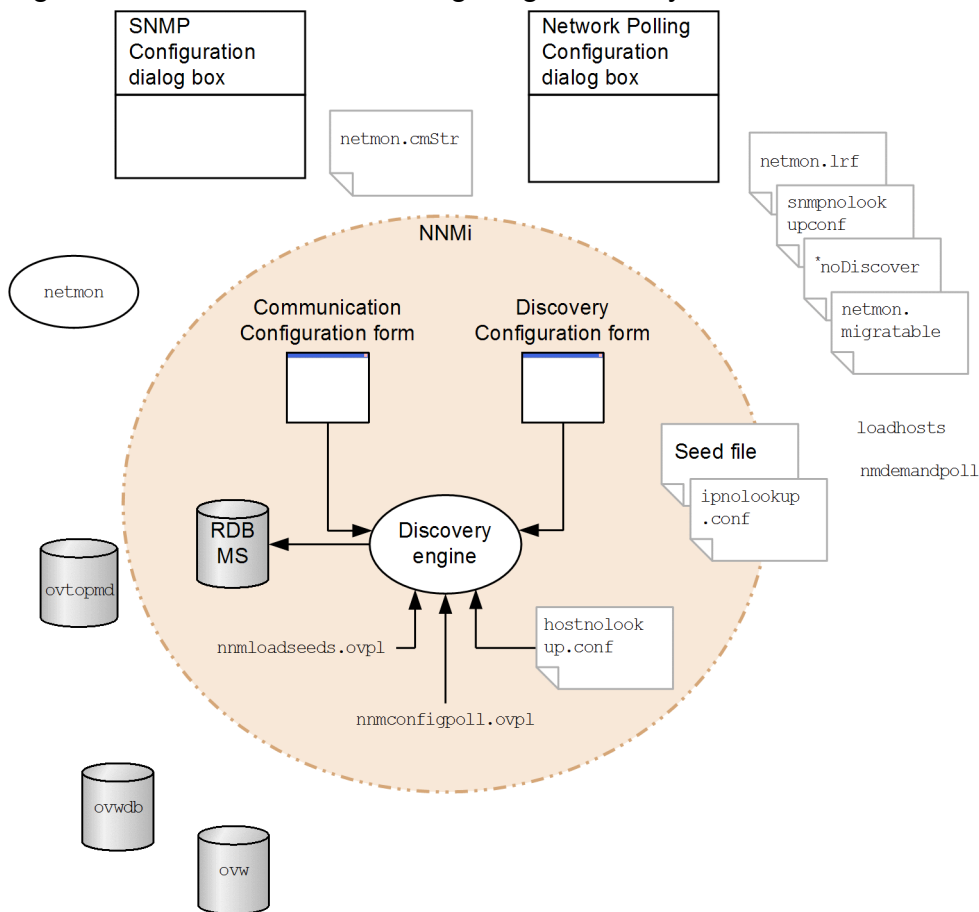 SNMP
Configuration
dialog box
Network Polling
Configuration
dialog box
netmon.cmStr
netmon.lrf
snmpnolook
upconf
*noDiscover
netmon.
migratable
NNMi
netmon
Communication
Configuration form
Discovery
Configuration form
loadhosts
nmdemandpoll
Seed file
ipnolookup
.conf
RDB
MS
Discovery
engine
ovtopmd
nnmloadseeds.ovpl
hostnolook
up.conf
nnmconfigpoll.ovpl
ovwdb
ovw